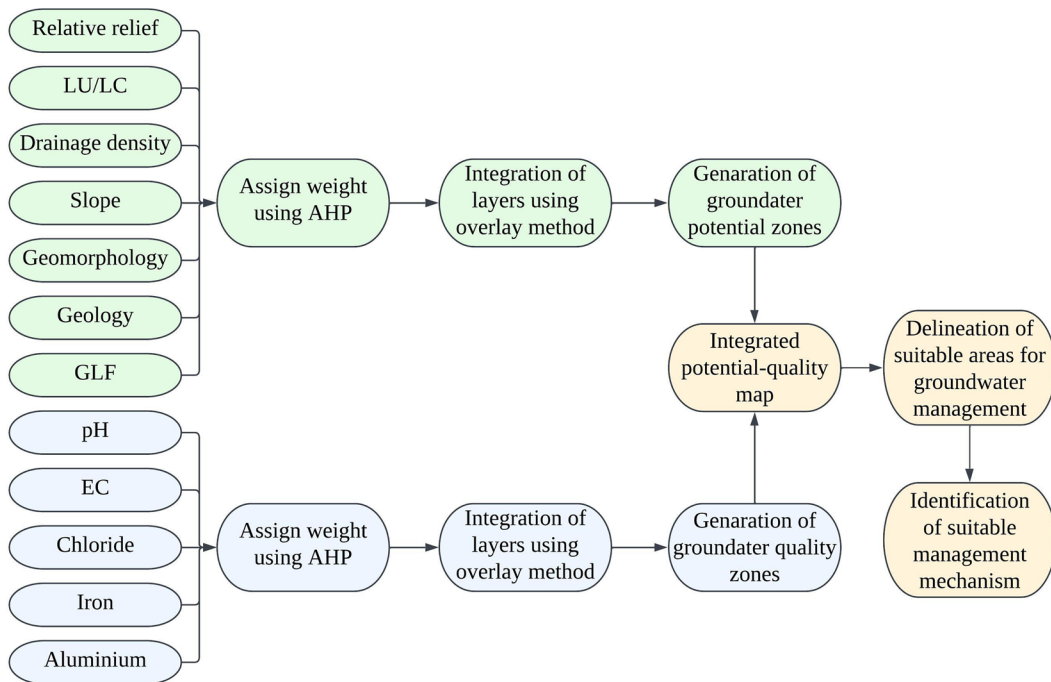 Relative relief
LU/LC
Drainage density
Slope
Geomorphology
Geology
GLF
Assign weight
using AHP
Integration of
layers using
overlay method
Genaration of
groundater
potential zones
pH
EC
Chloride
Iron
Aluminium
Assign weight
using AHP
Integration of
layers using
overlay method
Genaration of
groundater quality
zones
Integrated
potential-quality
map
Delineation of
suitable areas for
groundwater
management
Identification
of suitable
management
mechanism